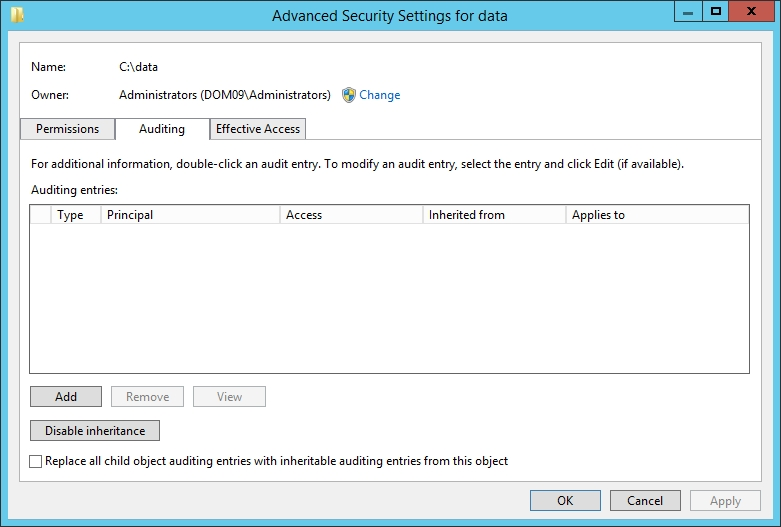 Advanced Security Settings for data
Name: C:\data
Owner: Administrators (DOM09\Administrators) Change
Permissions Auditing Effective Access
For additional information, double-click an audit entry. To modify an audit entry, select the entry and click Edit (if available).
Auditing entries:
Type Principal Access Inherited from Applies to
Add Remove View
Disable inheritance
Replace all child object auditing entries with inheritable auditing entries from this object
OK Cancel Apply